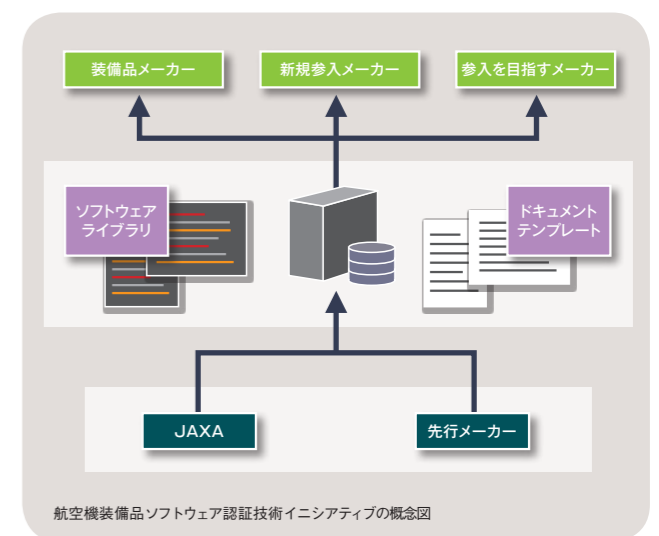 装備品メーカー
新規参入メーカー
参入を目指すメーカー
ソフトウェア
ライブラリ
ドキュメント
テンプレート
JAXA
先行メーカー
航空機装備品ソフトウェア認証技術イニシアティブの概念図